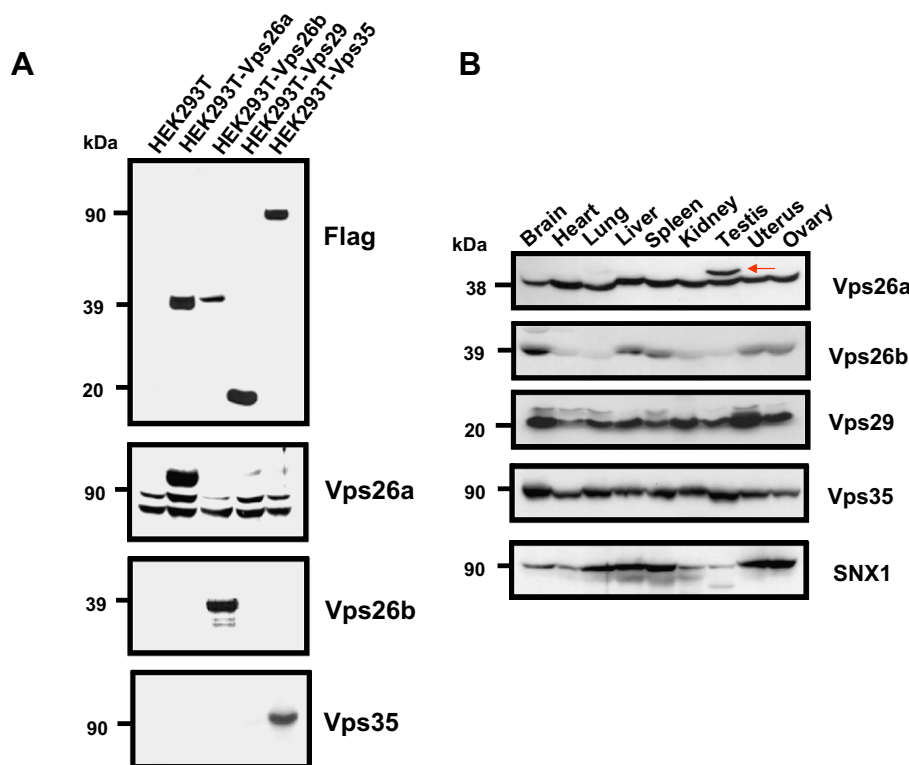 A
HEK293T
HEK293T-Vps26a
HEK293T-Vps26b
HEK293T-Vps29
HEK293T-Vps35
kDa
90
39
20
Flag
90
Vps26a
39
Vps26b
90
Vps35
B
Brain
Heart
Lung
Liver
Spleen
Kidney
Testis
Uterus
Ovary
kDa
38
Vps26a
39
Vps26b
20
Vps29
90
Vps35
90
SNX1